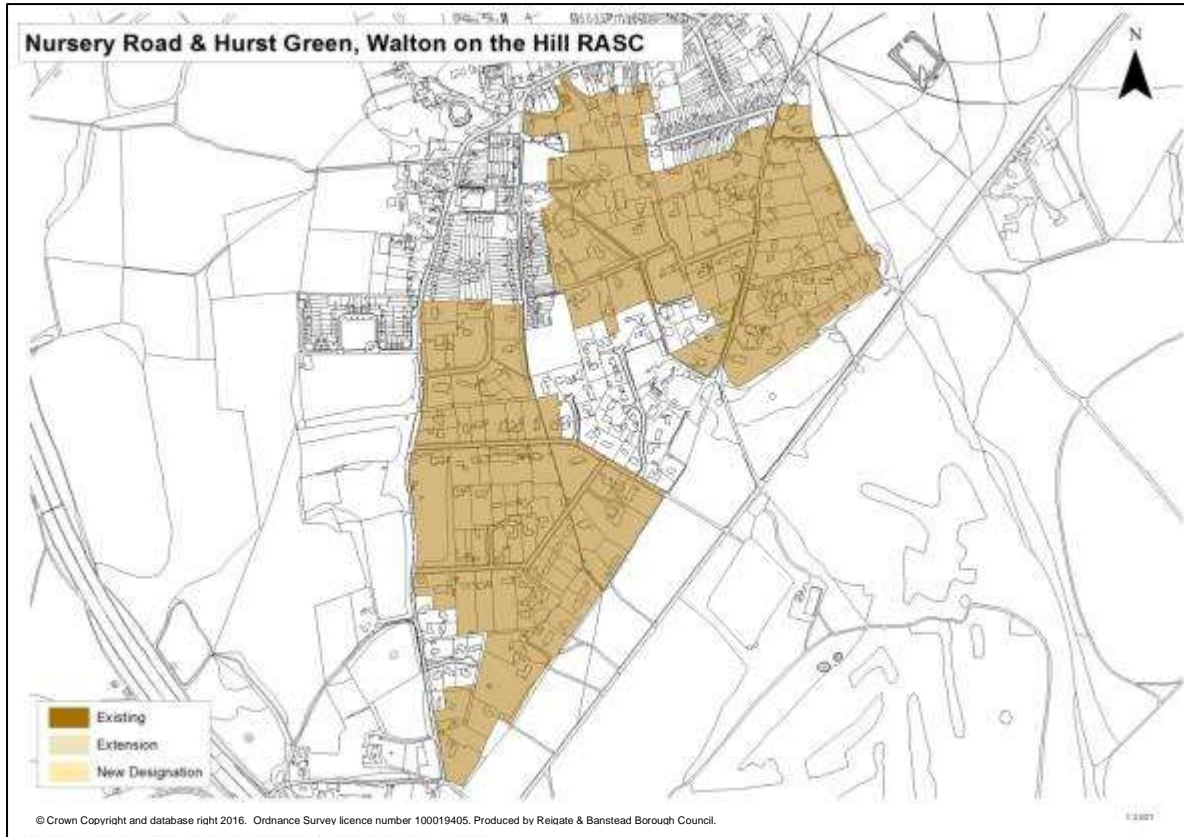 Nursery Road & Hurst Green, Walton on the Hill RASC
N
Existing
Extension
New Designation
© Crown Copyright and database right 2016. Ordnance Survey licence number 100019405. Produced by Reigate & Banstead Borough Council.